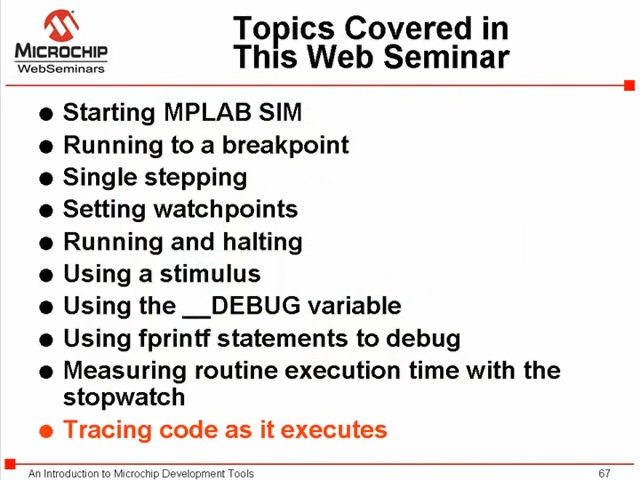 Topics Covered in
This Web Seminar
MICROCHIP
WebSeminars
● Starting MPLAB SIM
● Running to a breakpoint
● Single stepping
● Setting watchpoints
● Running and halting
● Using a stimulus
● Using the __DEBUG variable
● Using fprintf statements to debug
● Measuring routine execution time with the
stopwatch
● Tracing code as it executes
An Introduction to Microchip Development Tools
67